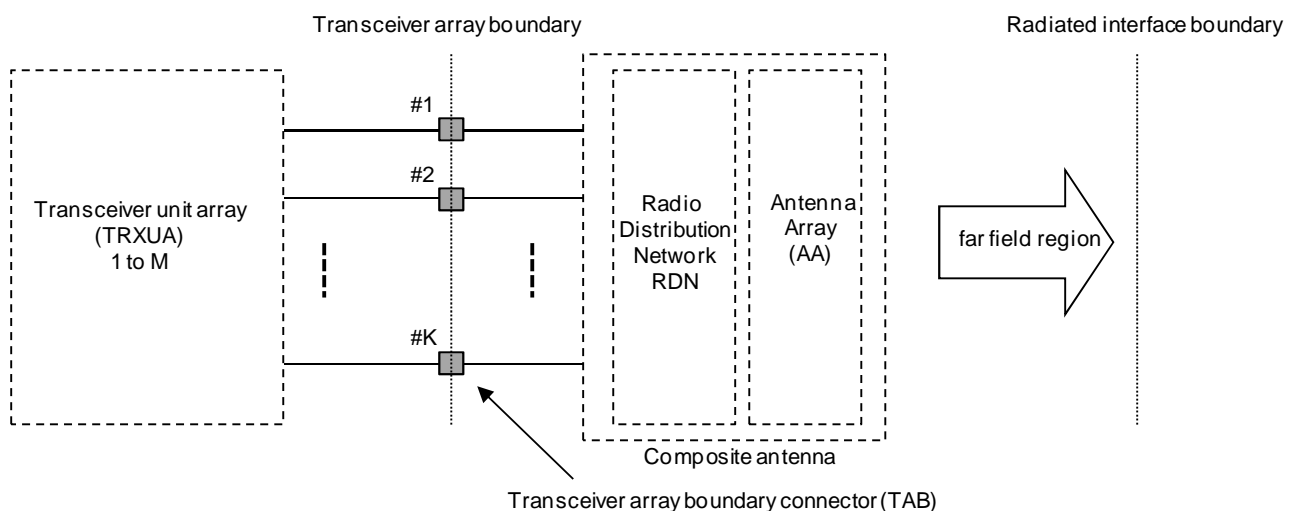 Transceiver array boundary
Radiated interface boundary
#1
#2
#K
Transceiver unit array
(TRXUA)
1 to M
Radio
Distribution
Network
RDN
Antenna
Array
(AA)
far field region
Composite antenna
Transceiver array boundary connector (TAB)